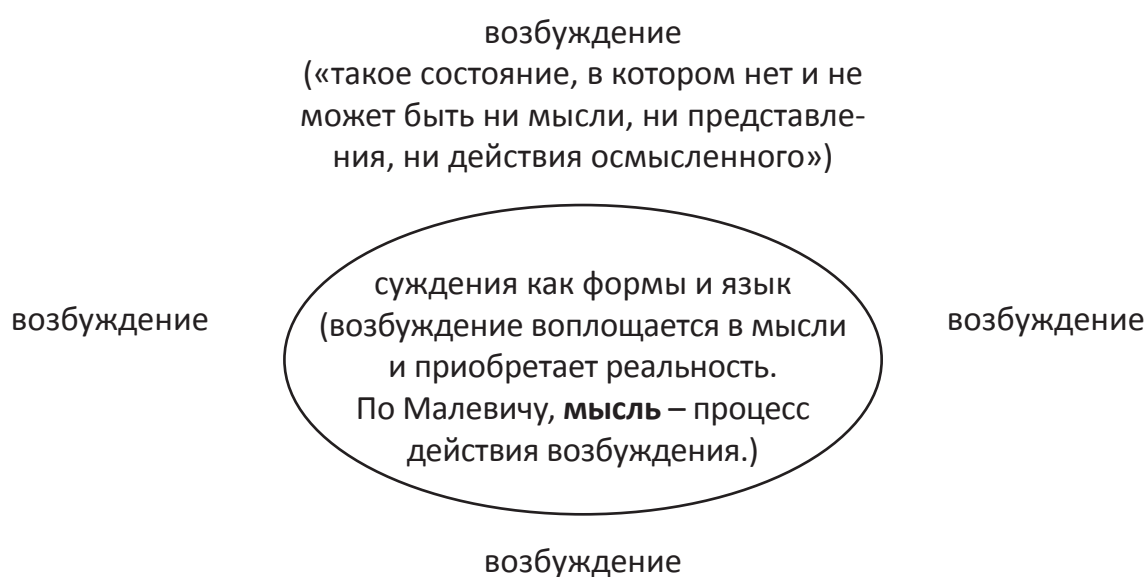 возбуждение
(«такое состояние, в котором нет и не
может быть ни мысли, ни представле-
ния, ни действия осмысленного»)
суждения как формы и язык
возбуждение
(возбуждение воплощается в мысли
возбуждение
и приобретает реальность.
По Малевичу, мысль – процесс
действия возбуждения.)
возбуждение